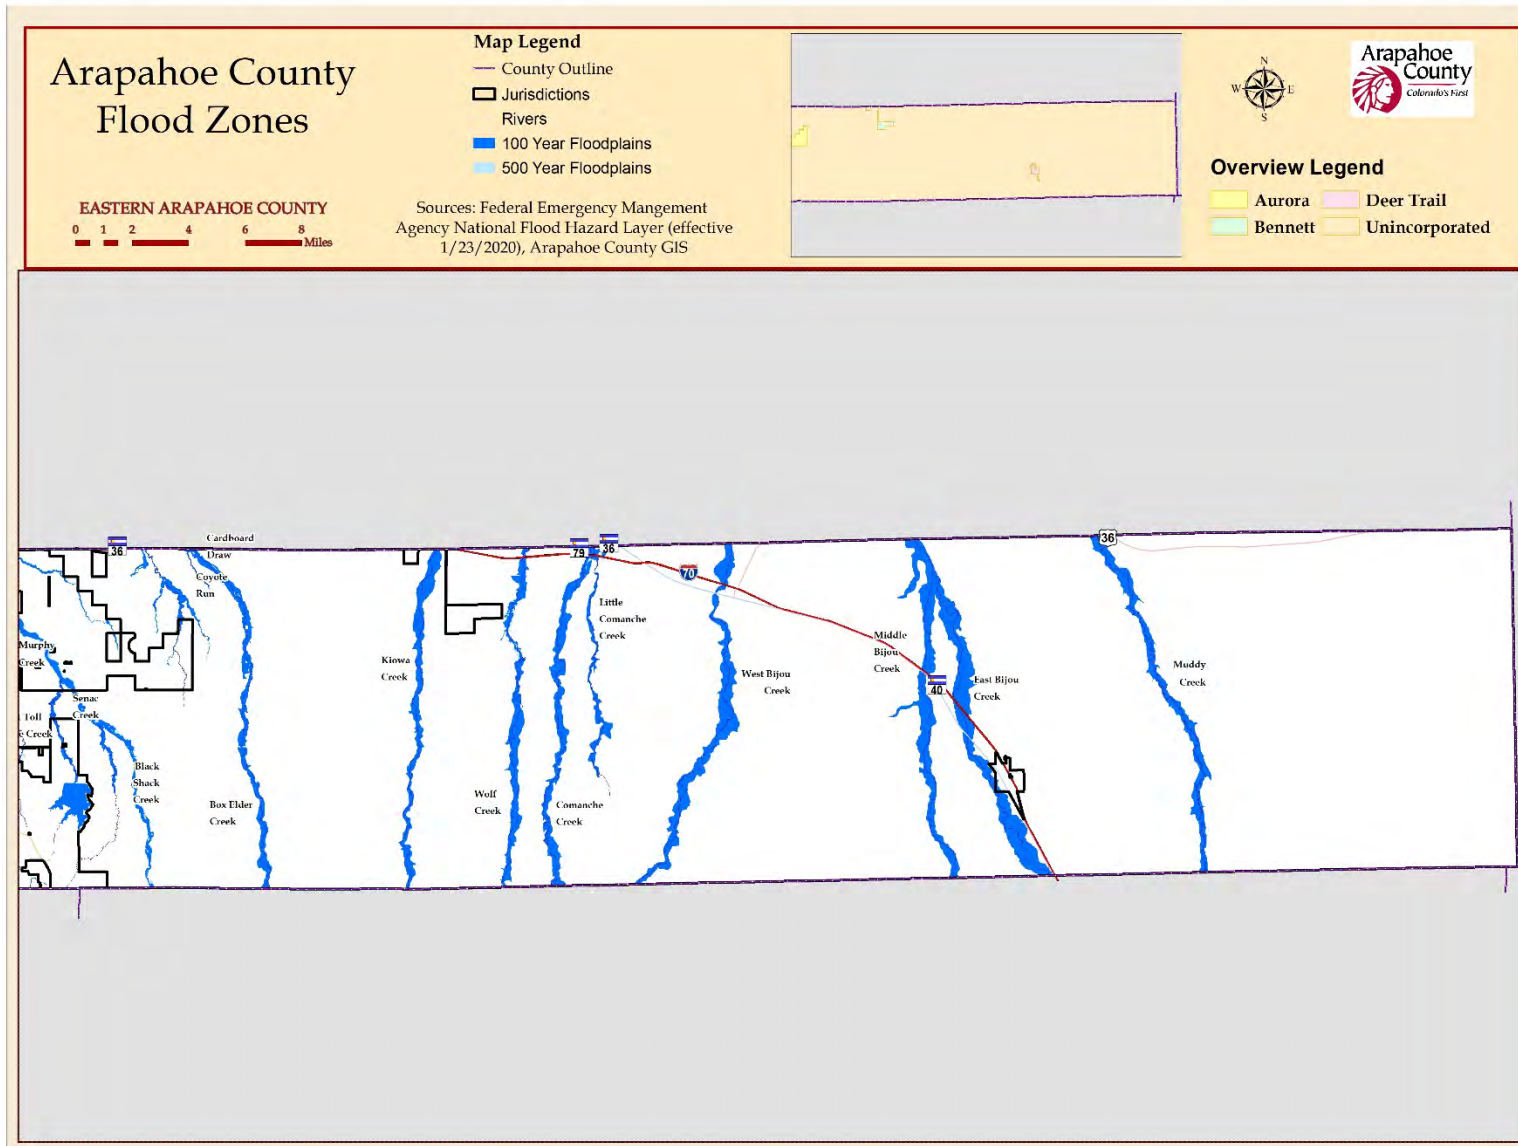 Arapahoe County
Flood Zones
EASTERN ARAPAHOE COUNTY
0 1 2 4 6 8
Miles
Map Legend
County Outline
Jurisdictions
Rivers
100 Year Floodplains
500 Year Floodplains
Sources: Federal Emergency Mangement
Agency National Flood Hazard Layer (effective
1/23/2020), Arapahoe County GIS
N
W E
S
Arapahoe
County
Colorado's First
Overview Legend
Aurora Deer Trail
Bennett Unincorporated
36
Cardboard
Draw
Coyote
Run
79
36
70
36
Little
Comanche
Creek
Murphy
Creek
Kiowa
Creek
Middle
Bijou
Creek
West Bijou
Creek
40
East Bijou
Creek
Muddy
Creek
Senac
Creek
Toll
Creek
Black
Shack
Creek
Box Elder
Creek
Wolf
Creek
Comanche
Creek